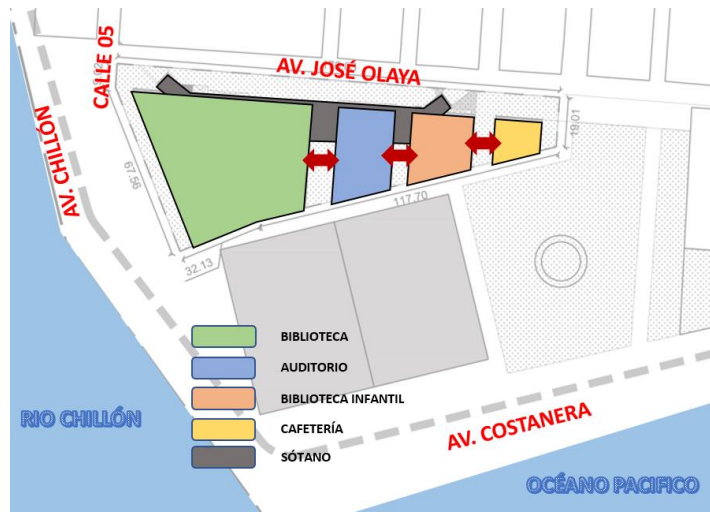 CALLE 05
AV. JOSÉ OLAYA
AV. CHILLÓN
19.01
67.56
117.70
32.13
BIBLIOTECA
AUDITORIO
BIBLIOTECA INFANTIL
CAFETERÍA
SÓTANO
RIO CHILLÓN
AV. COSTANERA
OCÉANO PACIFICO